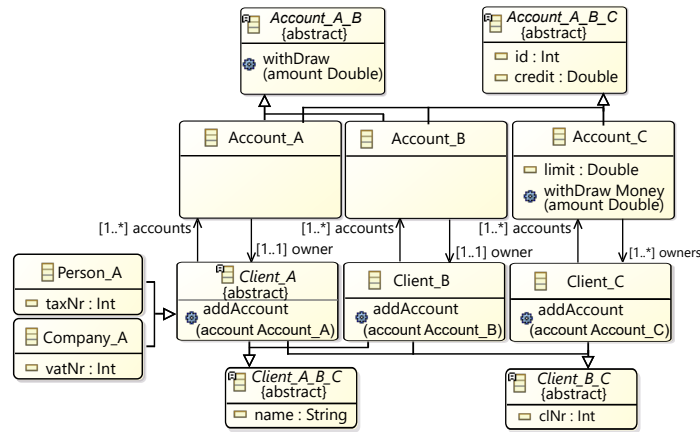 Account_A_B
{abstract}
withDraw
(amount Double)
Account_A_B_C
{abstract}
id : Int
credit : Double
Account_A
Account_B
Account_C
limit : Double
withDraw Money
(amount Double)
[1..*] accounts
[1..*] accounts
[1..*] accounts
[1..1] owner
[1..1] owner
[1..*] owners
Person_A
taxNr : Int
Company_A
vatNr : Int
Client_A
{abstract}
addAccount
(account Account_A)
Client_B
addAccount
(account Account_B)
Client_C
addAccount
(account Account_C)
Client_A_B_C
{abstract}
name : String
Client_B_C
{abstract}
clNr : Int